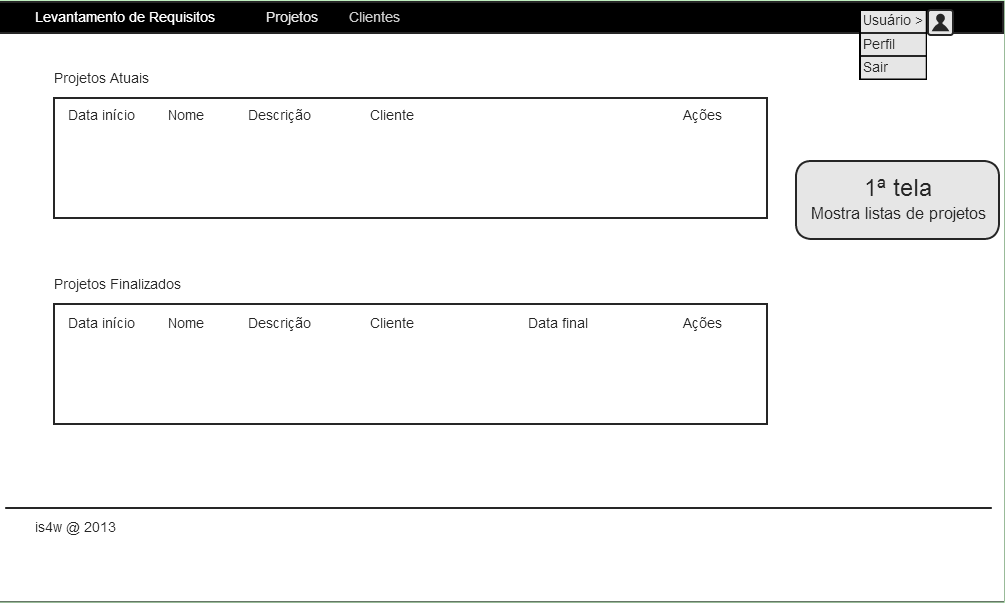 Levantamento de Requisitos Projetos Clientes
Usuário >
Perfil
Sair
Projetos Atuais
Data início Nome Descrição Cliente Ações
1ª tela
Mostra listas de projetos
Projetos Finalizados
Data início Nome Descrição Cliente Data final Ações
is4w @ 2013